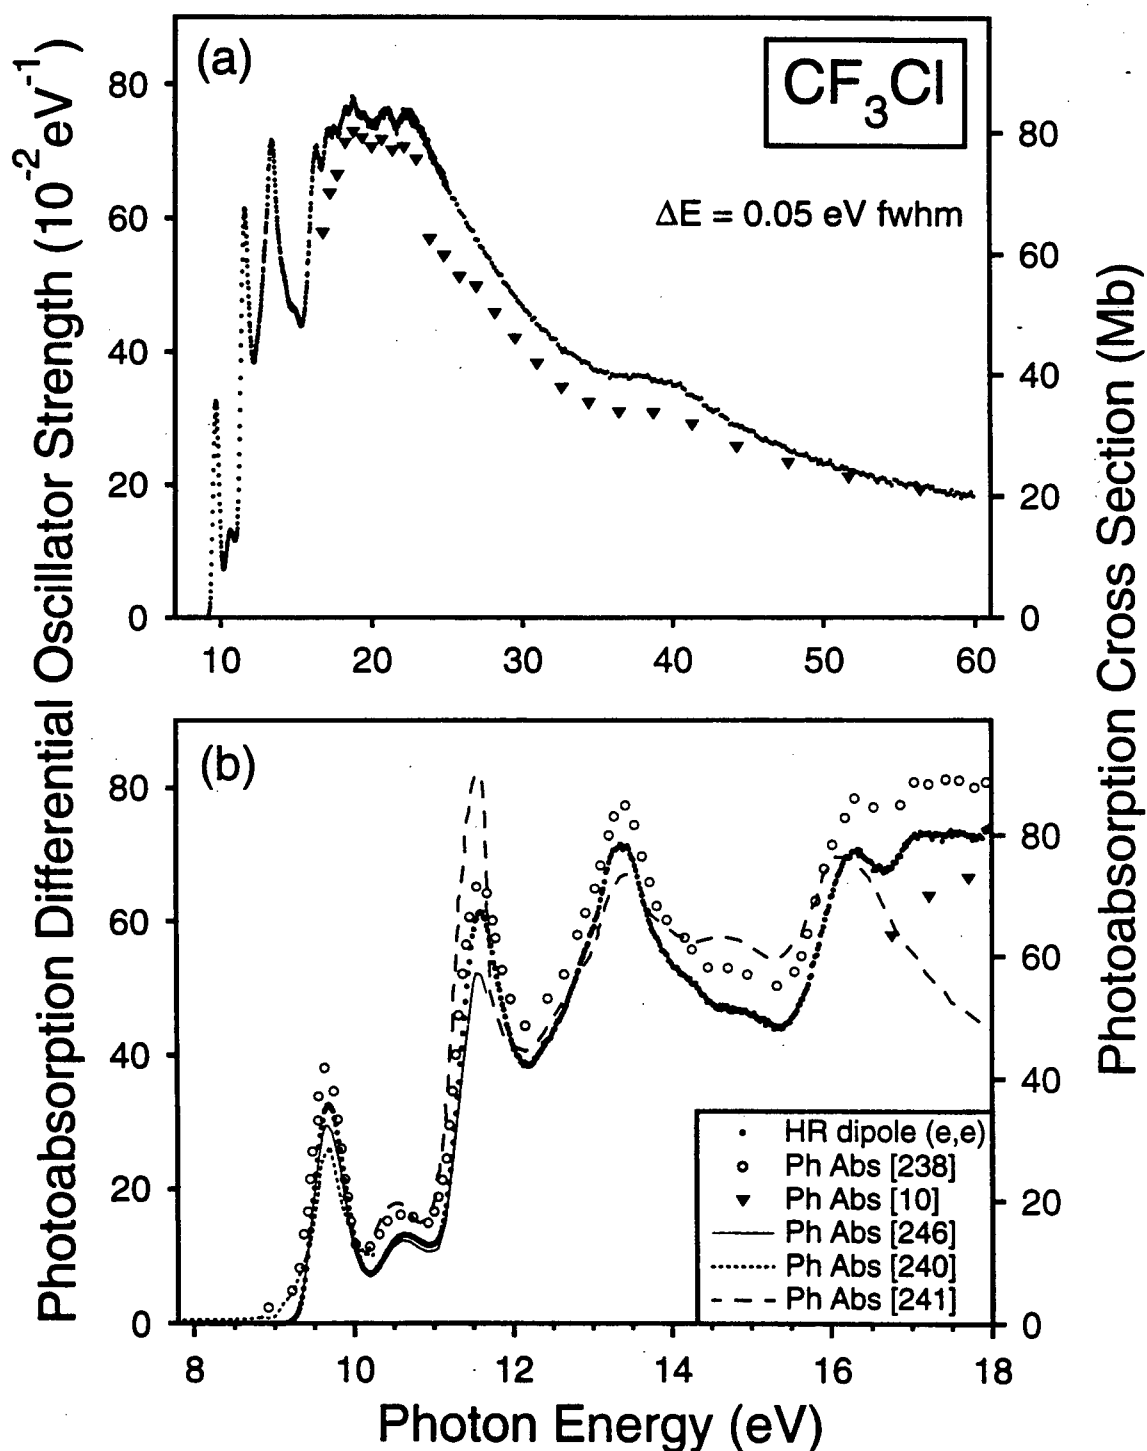 (a)
CF₃Cl
ΔE = 0.05 eV fwhm
80
60
40
20
0
80
60
40
20
0
10 20 30 40 50 60
Photoabsorption Differential Oscillator Strength (10⁻² eV⁻¹)
Photoabsorption Cross Section (Mb)
(b)
80
60
40
20
0
80
60
40
20
0
HR dipole (e,e)
Ph Abs [238]
Ph Abs [10]
Ph Abs [246]
Ph Abs [240]
Ph Abs [241]
8 10 12 14 16 18
Photon Energy (eV)